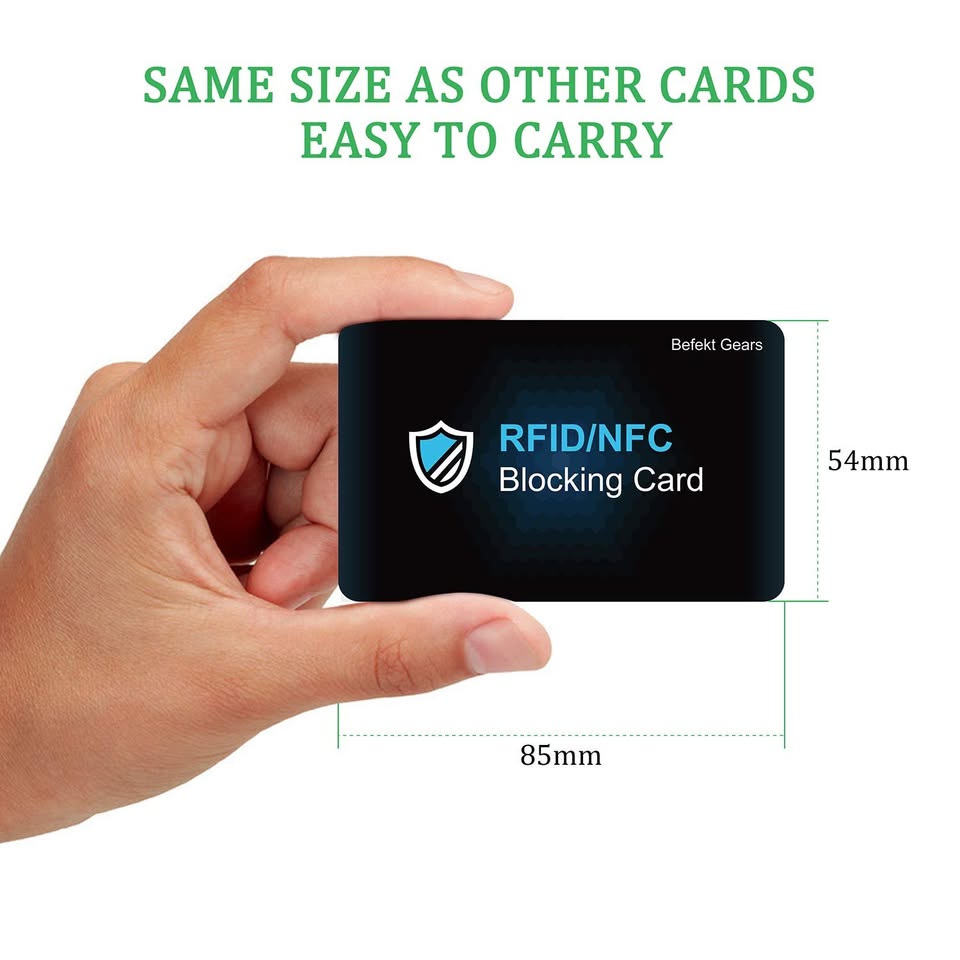 SAME SIZE AS OTHER CARDS
EASY TO CARRY
Befekt Gears
RFID/NFC
Blocking Card
54mm
85mm